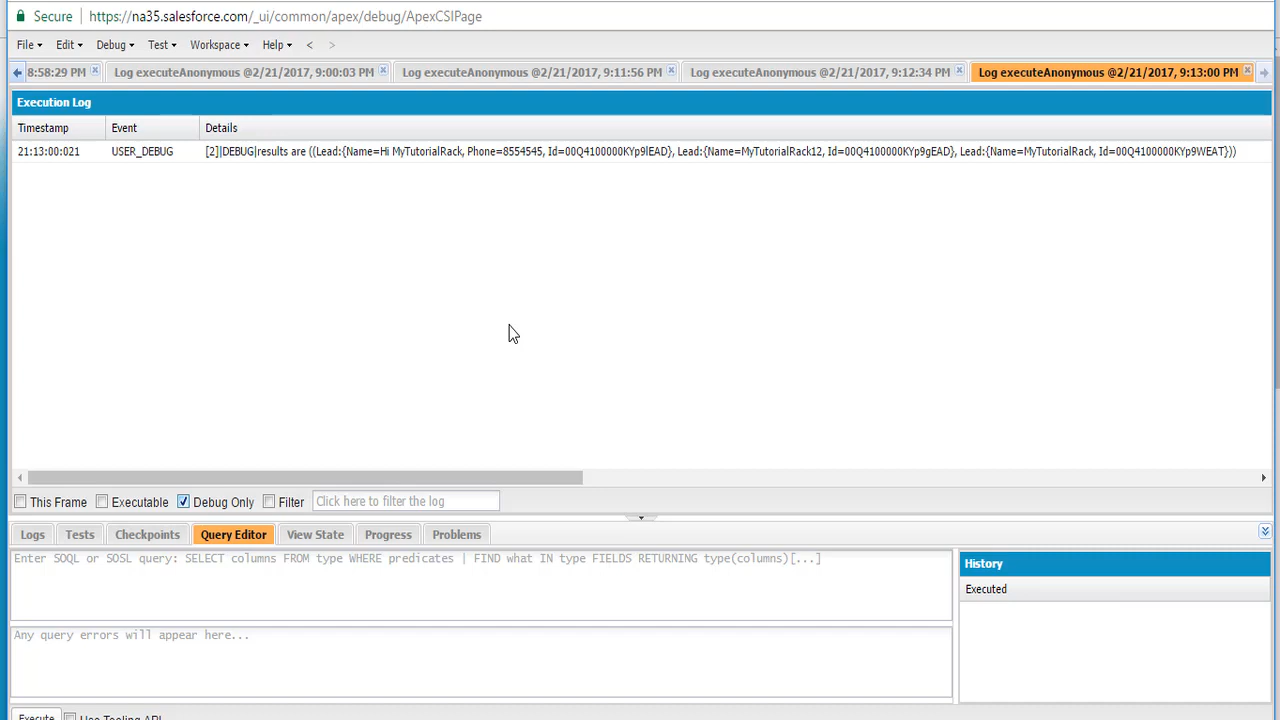 Secure https://na35.salesforce.com/_ui/common/apex/debug/ApexCSIPage
File Edit Debug Test Workspace Help < >
8:58:29 PM Log executeAnonymous @2/21/2017, 9:00:03 PM Log executeAnonymous @2/21/2017, 9:11:56 PM Log executeAnonymous @2/21/2017, 9:12:34 PM Log executeAnonymous @2/21/2017, 9:13:00 PM
Execution Log
Timestamp Event Details
21:13:00:021 USER_DEBUG [2]|DEBUG|results are ((Lead:{Name=Hi MyTutorialRack, Phone=8554545, Id=00Q4100000KYp9lEAD}, Lead:{Name=MyTutorialRack12, Id=00Q4100000KYp9gEAD}, Lead:{Name=MyTutorialRack, Id=00Q4100000KYp9WEAT}))
This Frame Executable Debug Only Filter Click here to filter the log
Logs Tests Checkpoints Query Editor View State Progress Problems
Enter SOQL or SOSL query: SELECT columns FROM type WHERE predicates | FIND what IN type FIELDS RETURNING type(columns)[...]
History
Executed
Any query errors will appear here...
Execute Use Tooling API